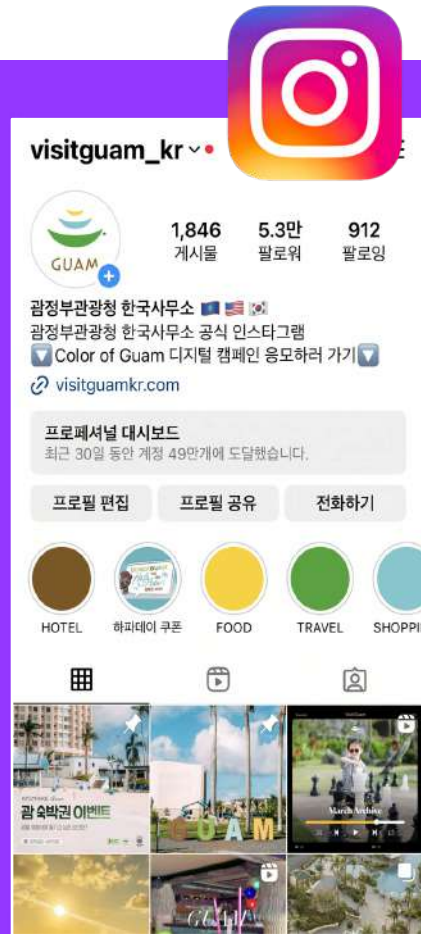 visitguam_kr
GUAM
1,846 5.3만 912
게시물 팔로워 팔로잉
괌정부관광청 한국사무소
괌정부관광청 한국사무소 공식 인스타그램
Color of Guam 디지털 캠페인 응모하러 가기
visitguamkr.com
프로페셔널 대시보드
최근 30일 동안 계정 49만개에 도달했습니다.
프로필 편집 프로필 공유 전화하기
HOTEL 하파데이 쿠폰 FOOD TRAVEL SHOPPI
괌 숙박권 이벤트
GUAM
March Archive
GUAM